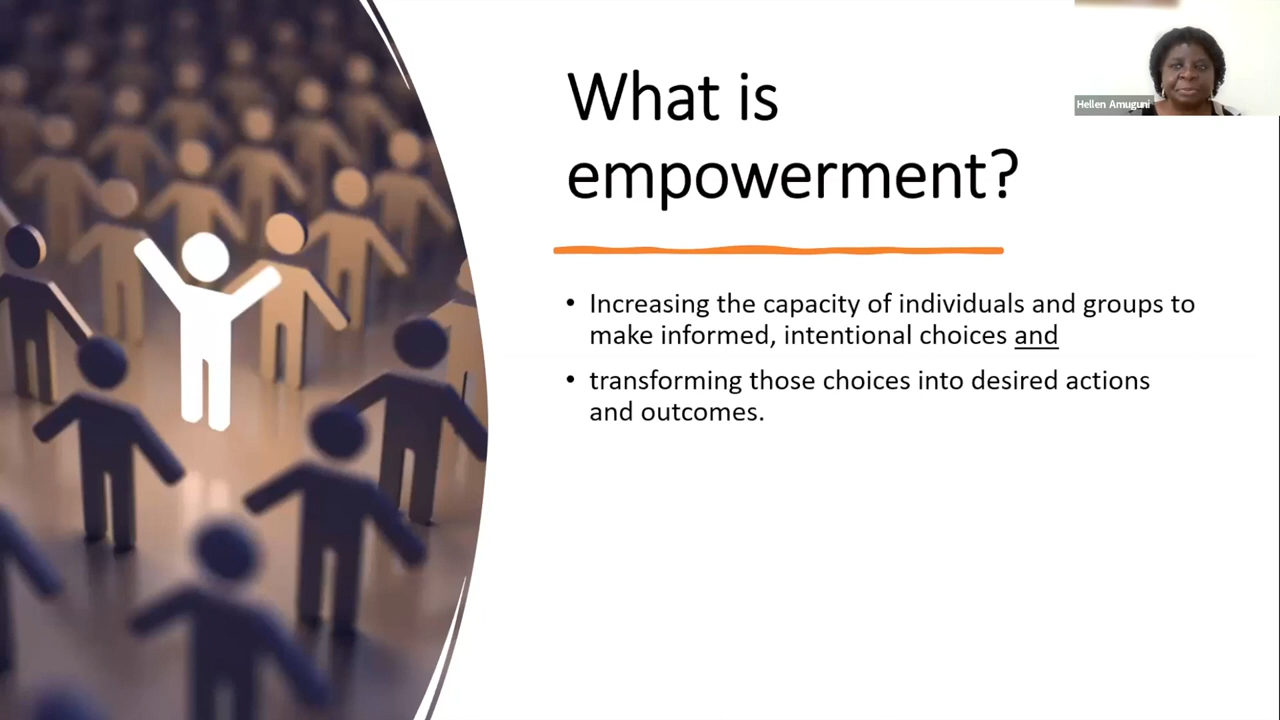 What is
empowerment?
Hellen Amuguni
• Increasing the capacity of individuals and groups to
make informed, intentional choices and
• transforming those choices into desired actions
and outcomes.